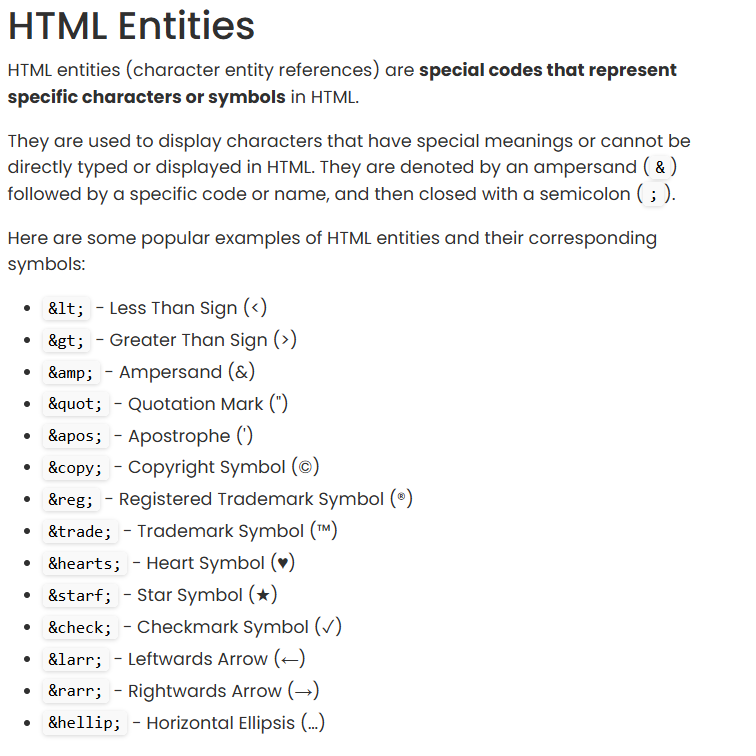 HTML Entities
HTML entities (character entity references) are special codes that represent
specific characters or symbols in HTML.
They are used to display characters that have special meanings or cannot be
directly typed or displayed in HTML. They are denoted by an ampersand ( & )
followed by a specific code or name, and then closed with a semicolon ( ; ).
Here are some popular examples of HTML entities and their corresponding
symbols:
• &lt; - Less Than Sign (<)
• &gt; - Greater Than Sign (>)
• &amp; - Ampersand (&)
• &quot; - Quotation Mark (")
• &apos; - Apostrophe (')
• &copy; - Copyright Symbol (©)
• &reg; - Registered Trademark Symbol (®)
• &trade; - Trademark Symbol (™)
• &hearts; - Heart Symbol (♥)
• &starf; - Star Symbol (★)
• &check; - Checkmark Symbol (✓)
• &larr; - Leftwards Arrow (←)
• &rarr; - Rightwards Arrow (→)
• &hellip; - Horizontal Ellipsis (…)